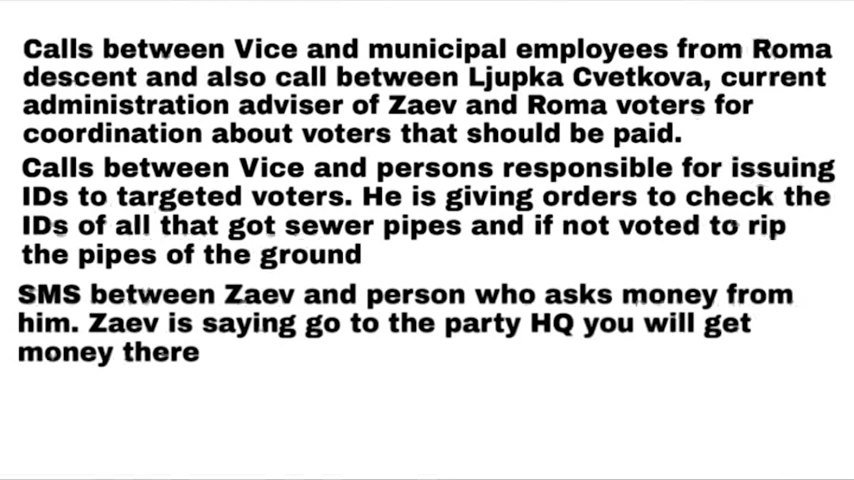 Calls between Vice and municipal employees from Roma
descent and also call between Ljupka Cvetkova, current
administration adviser of Zaev and Roma voters for
coordination about voters that should be paid.
Calls between Vice and persons responsible for issuing
IDs to targeted voters. He is giving orders to check the
IDs of all that got sewer pipes and if not voted to rip
the pipes of the ground
SMS between Zaev and person who asks money from
him. Zaev is saying go to the party HQ you will get
money there